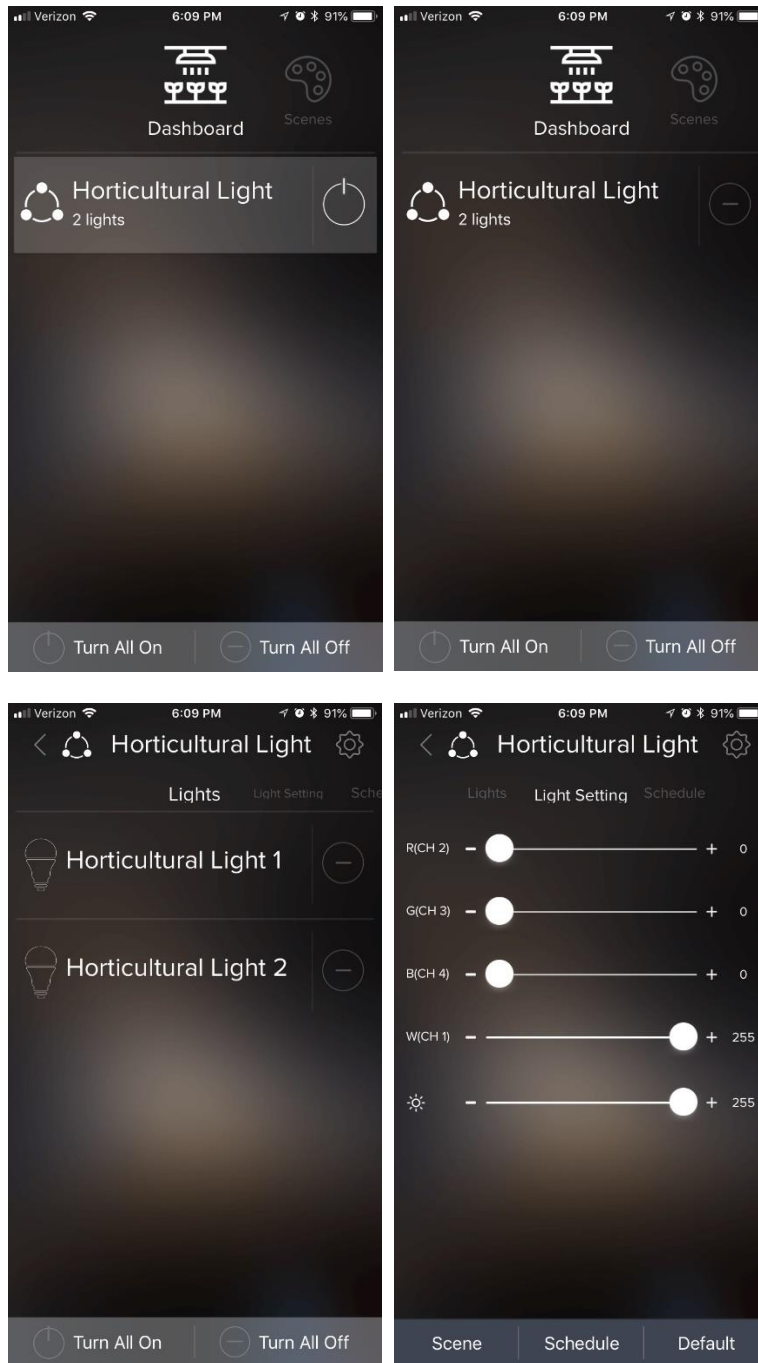 Verizon 6:09 PM 91%
Dashboard
Scenes
Horticultural Light
2 lights
Turn All On Turn All Off
Verizon 6:09 PM 91%
Dashboard
Scenes
Horticultural Light
2 lights
Turn All On Turn All Off
Verizon 6:09 PM 91%
Horticultural Light
Lights Light Setting Sche
Horticultural Light 1
Horticultural Light 2
Turn All On Turn All Off
Verizon 6:09 PM 91%
Horticultural Light
Lights Light Setting Schedule
R(CH 2) - + 0
G(CH 3) - + 0
B(CH 4) - + 0
W(CH 1) - + 255
- + 255
Scene Schedule Default